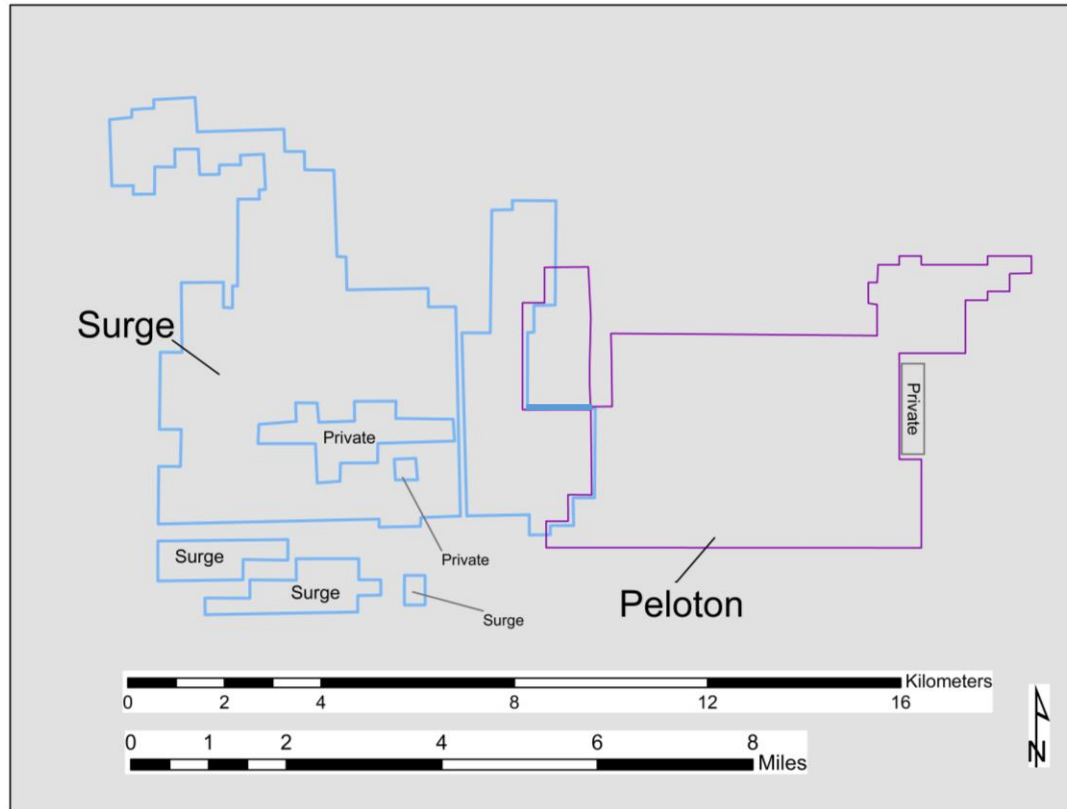 Surge
Private
Private
Private
Surge
Surge
Surge
Peloton
Kilometers
0 2 4 8 12 16
N
0 1 2 4 6 8
Miles